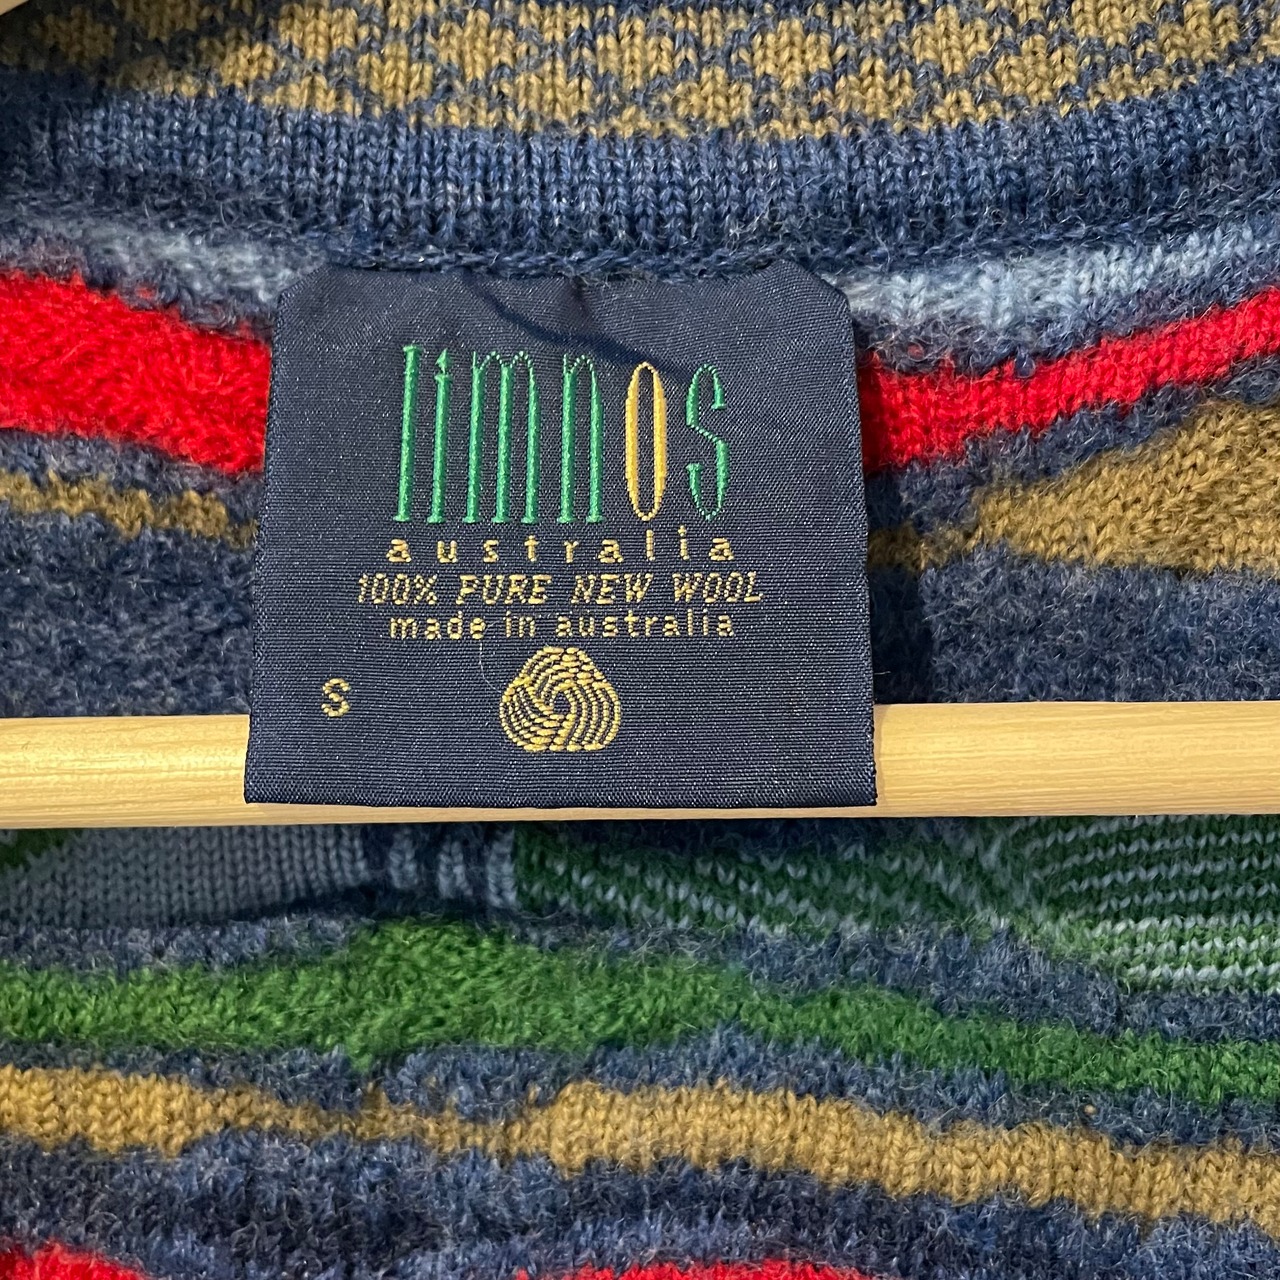 limnos
australia
100% PURE NEW WOOL
made in australia
S